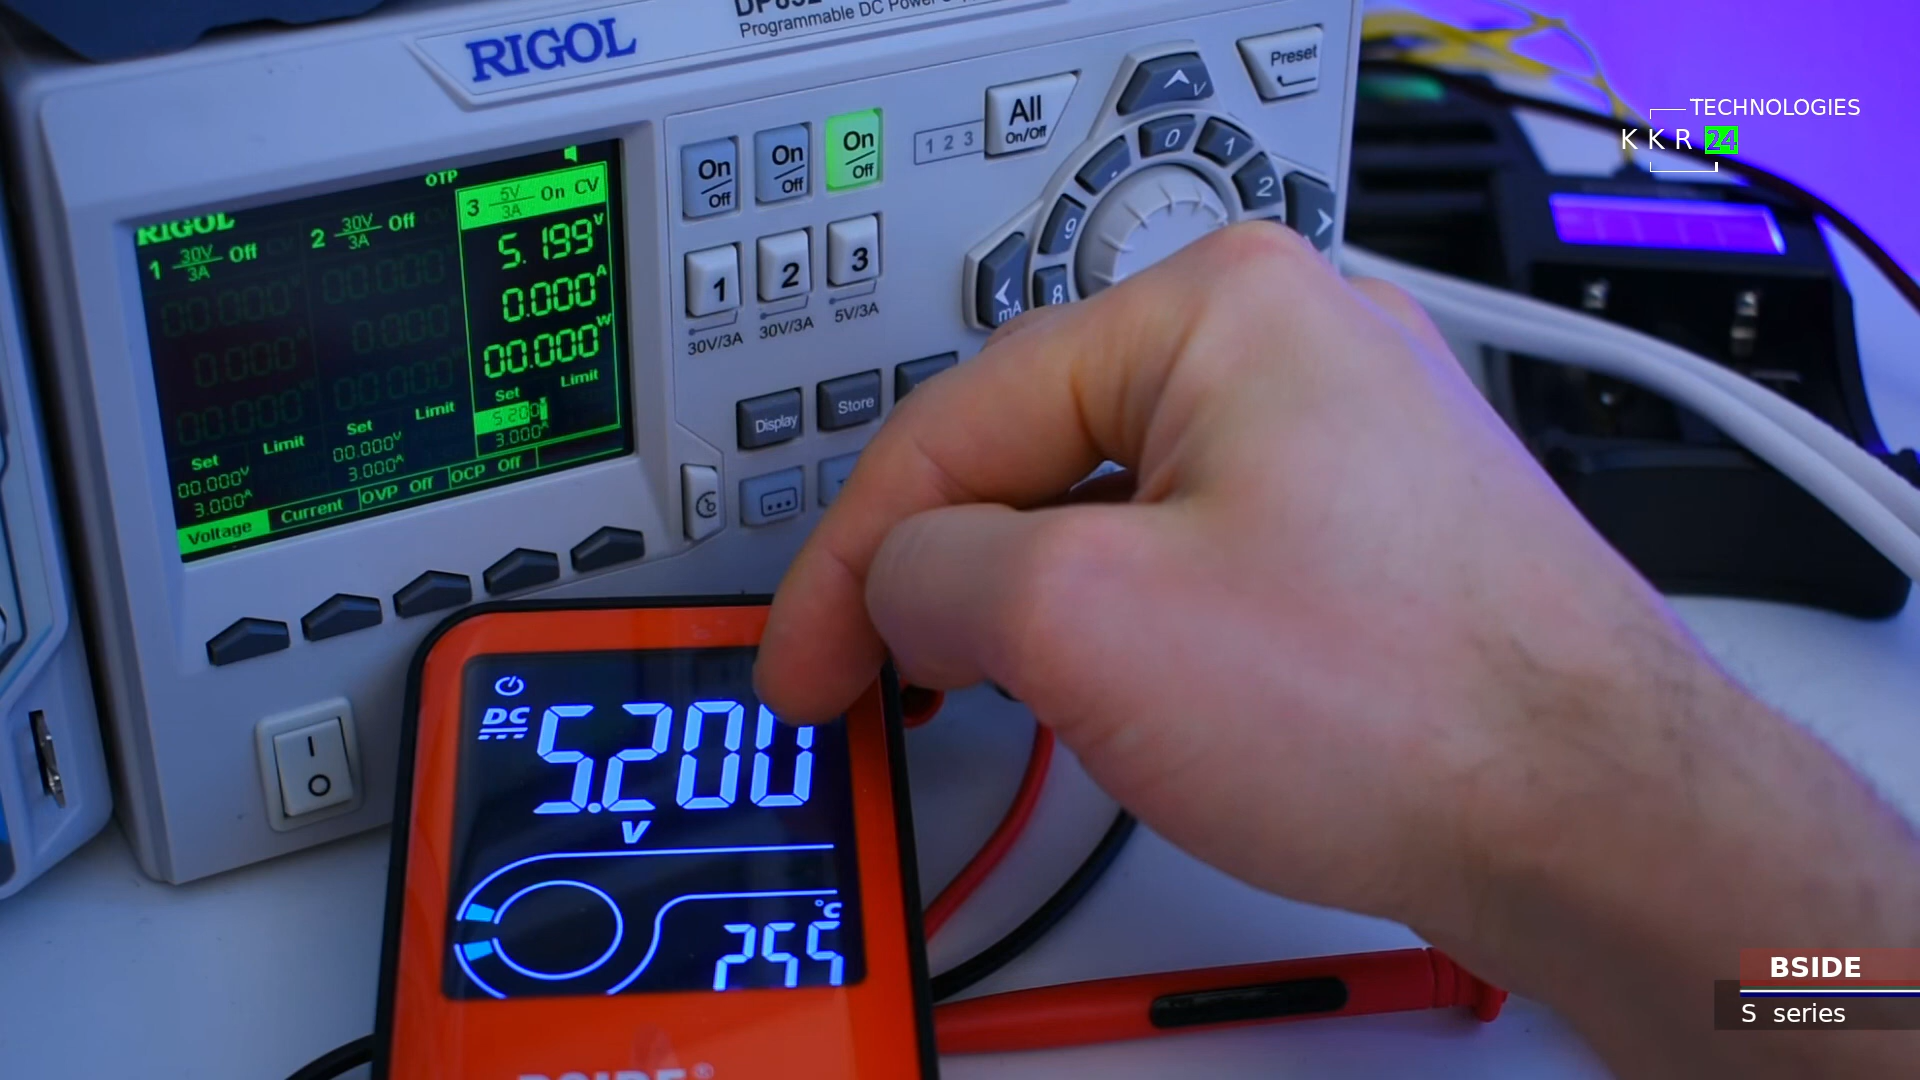 RIGOL
Programmable DC Power
Preset
TECHNOLOGIES
KKR 24
All
On/Off
1 2 3
On
Off
On
Off
On
Off
V
0
1
2
.
9
8
mA
OTP
RIGOL
1 30V 3A Off
2 30V 3A Off
3 5V 3A On CV
5.199V
0.000A
00.000W
Set Limit
00.000V
3.000A
Set Limit
00.000V
3.000A
Set Limit
5.200
3.000A
Voltage Current OVP Off OCP Off
1
2
3
30V/3A
30V/3A
5V/3A
Display
Store
I
O
DC
5.200
V
°C
BSIDE
S series